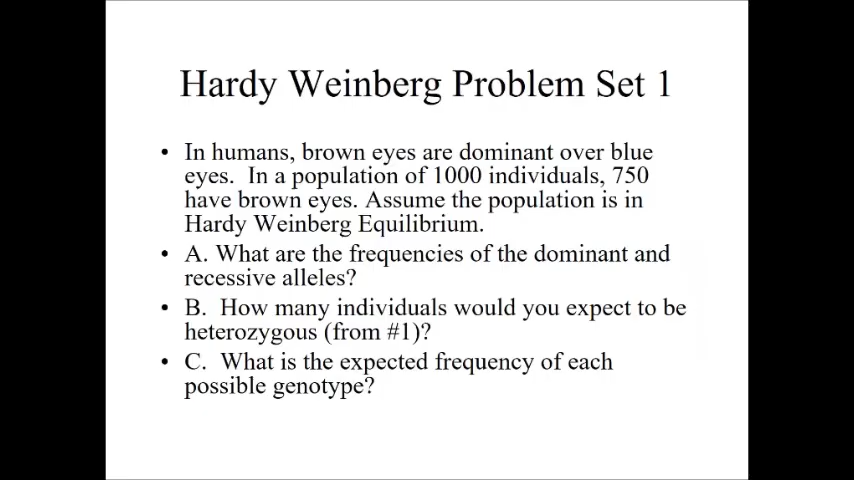 Hardy Weinberg Problem Set 1
• In humans, brown eyes are dominant over blue
eyes. In a population of 1000 individuals, 750
have brown eyes. Assume the population is in
Hardy Weinberg Equilibrium.
• A. What are the frequencies of the dominant and
recessive alleles?
• B. How many individuals would you expect to be
heterozygous (from #1)?
• C. What is the expected frequency of each
possible genotype?